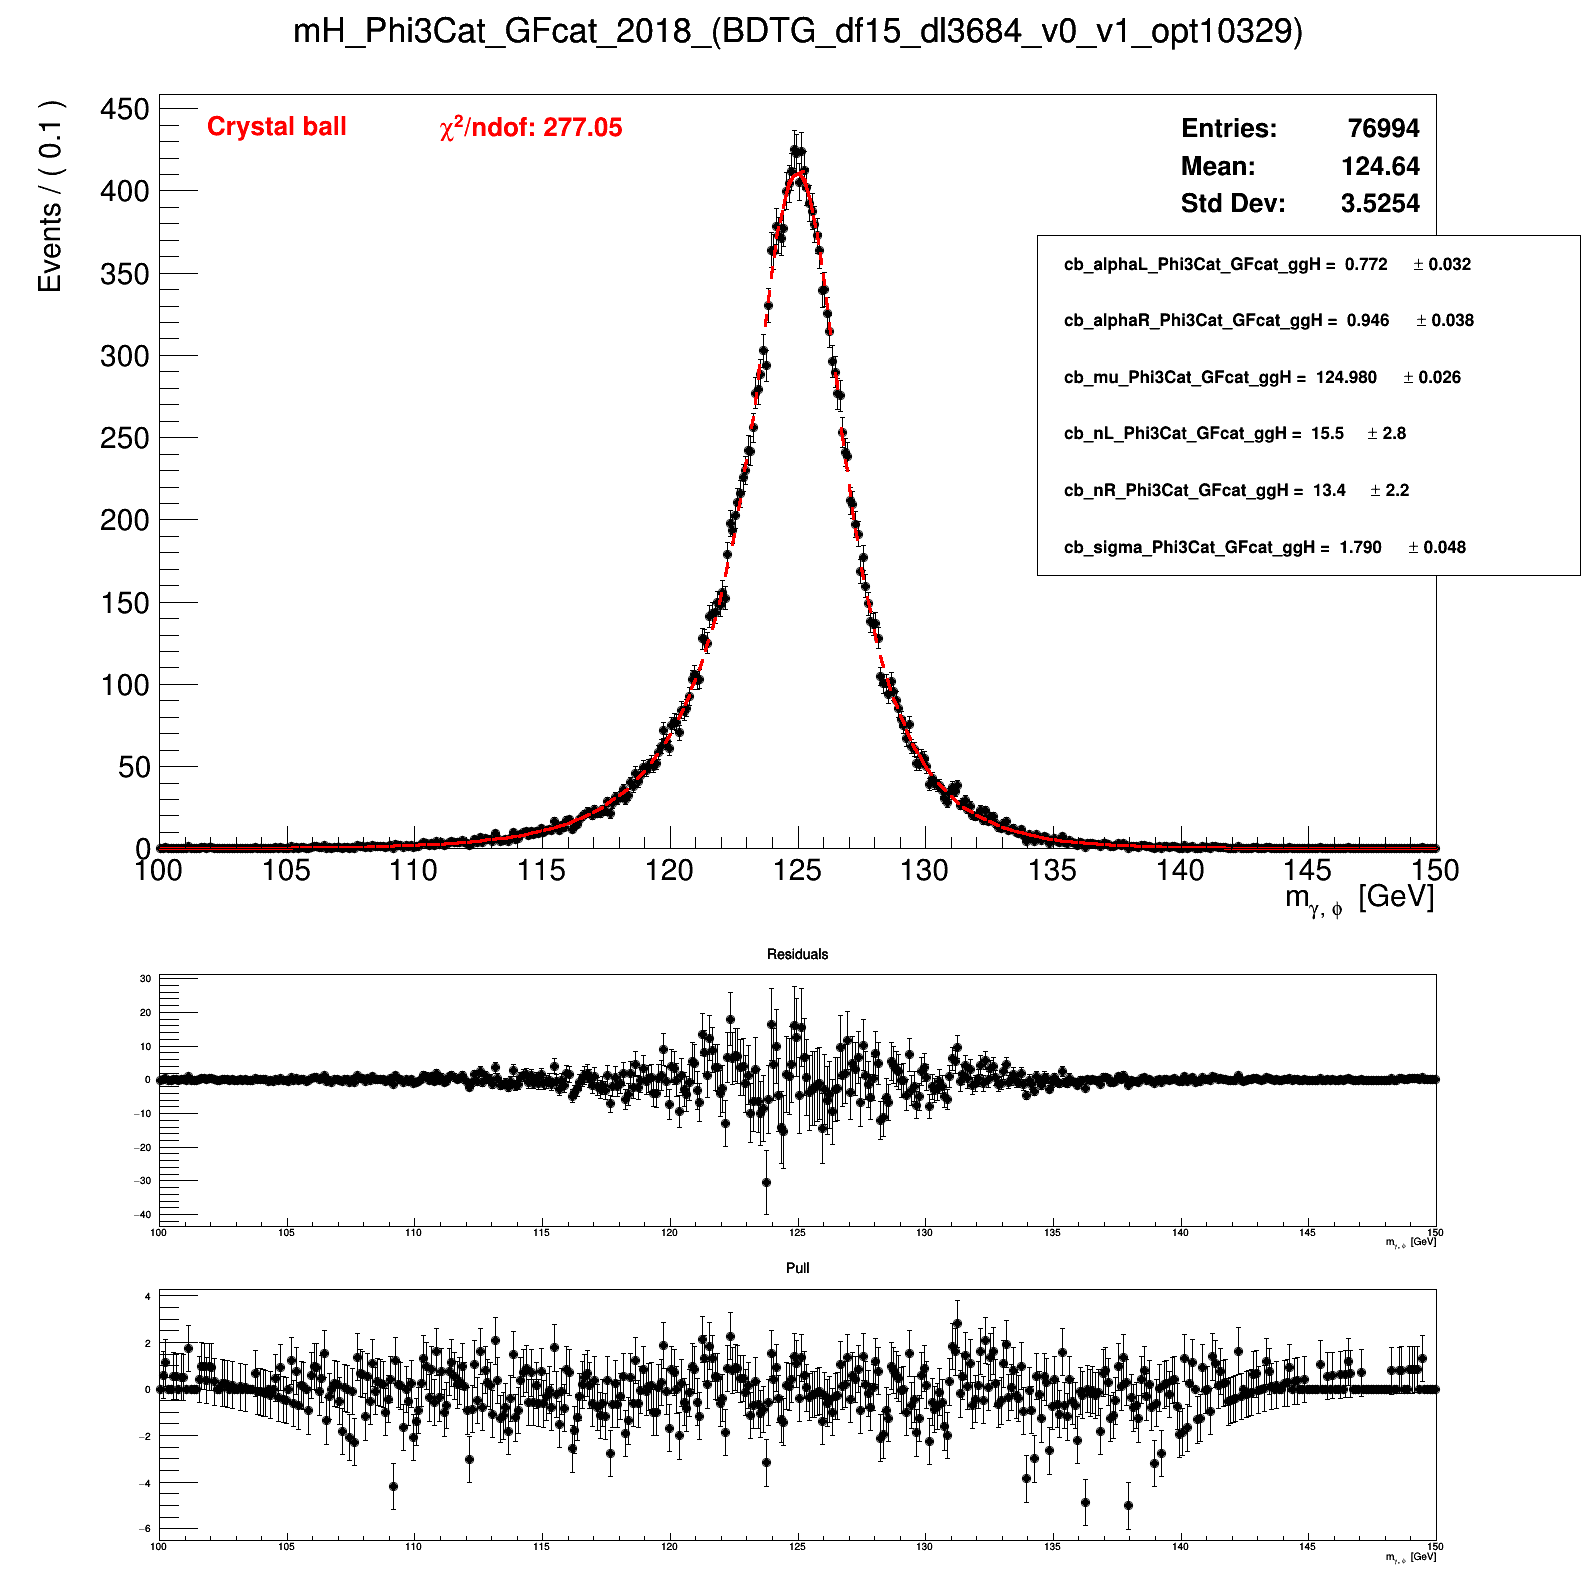 mH_Phi3Cat_GFcat_2018_(BDTG_df15_dl3684_v0_v1_opt10329)
Events / ( 0.1 )
Crystal ball χ²/ndof: 277.05
Entries: 76994
Mean: 124.64
Std Dev: 3.5254
cb_alphaL_Phi3Cat_GFcat_ggH = 0.772 ± 0.032
cb_alphaR_Phi3Cat_GFcat_ggH = 0.946 ± 0.038
cb_mu_Phi3Cat_GFcat_ggH = 124.980 ± 0.026
cb_nL_Phi3Cat_GFcat_ggH = 15.5 ± 2.8
cb_nR_Phi3Cat_GFcat_ggH = 13.4 ± 2.2
cb_sigma_Phi3Cat_GFcat_ggH = 1.790 ± 0.048
450
400
350
300
250
200
150
100
50
0
100 105 110 115 120 125 130 135 140 145 150
m_γ, ϕ [GeV]
Residuals
30
20
10
0
−10
−20
−30
−40
100 105 110 115 120 125 130 135 140 145 150
m_γ, ϕ [GeV]
Pull
4
2
0
−2
−4
−6
100 105 110 115 120 125 130 135 140 145 150
m_γ, ϕ [GeV]